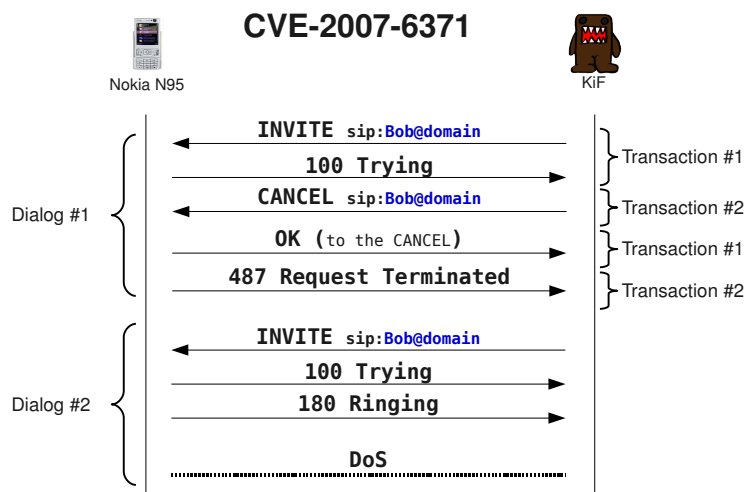 CVE-2007-6371
Nokia N95
KiF
INVITE sip:Bob@domain
100 Trying
Transaction #1
CANCEL sip:Bob@domain
Transaction #2
Dialog #1
OK (to the CANCEL)
Transaction #1
487 Request Terminated
Transaction #2
INVITE sip:Bob@domain
100 Trying
Dialog #2
180 Ringing
DoS